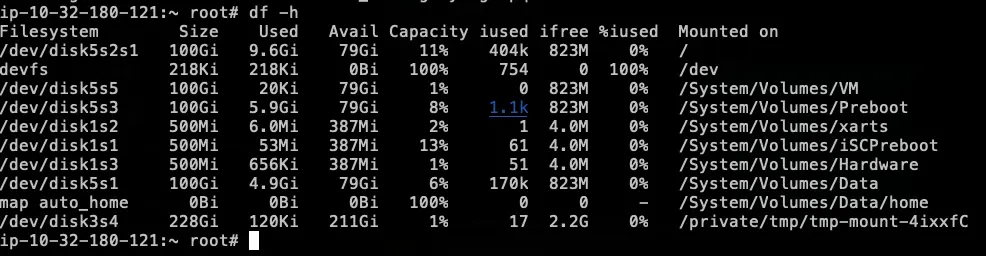 ip-10-32-180-121:~ root# df -h
Filesystem Size Used Avail Capacity iused ifree %iused Mounted on
/dev/disk5s2s1 100Gi 9.6Gi 79Gi 11% 404k 823M 0% /
devfs 218Ki 218Ki 0Bi 100% 754 0 100% /dev
/dev/disk5s5 100Gi 20Ki 79Gi 1% 0 823M 0% /System/Volumes/VM
/dev/disk5s3 100Gi 5.9Gi 79Gi 8% 1.1k 823M 0% /System/Volumes/Preboot
/dev/disk1s2 500Mi 6.0Mi 387Mi 2% 1 4.0M 0% /System/Volumes/xarts
/dev/disk1s1 500Mi 53Mi 387Mi 13% 61 4.0M 0% /System/Volumes/iSCPreboot
/dev/disk1s3 500Mi 656Ki 387Mi 1% 51 4.0M 0% /System/Volumes/Hardware
/dev/disk5s1 100Gi 4.9Gi 79Gi 6% 170k 823M 0% /System/Volumes/Data
map auto_home 0Bi 0Bi 0Bi 100% 0 0 - /System/Volumes/Data/home
/dev/disk3s4 228Gi 120Ki 211Gi 1% 17 2.2G 0% /private/tmp/tmp-mount-4ixxfC
ip-10-32-180-121:~ root#